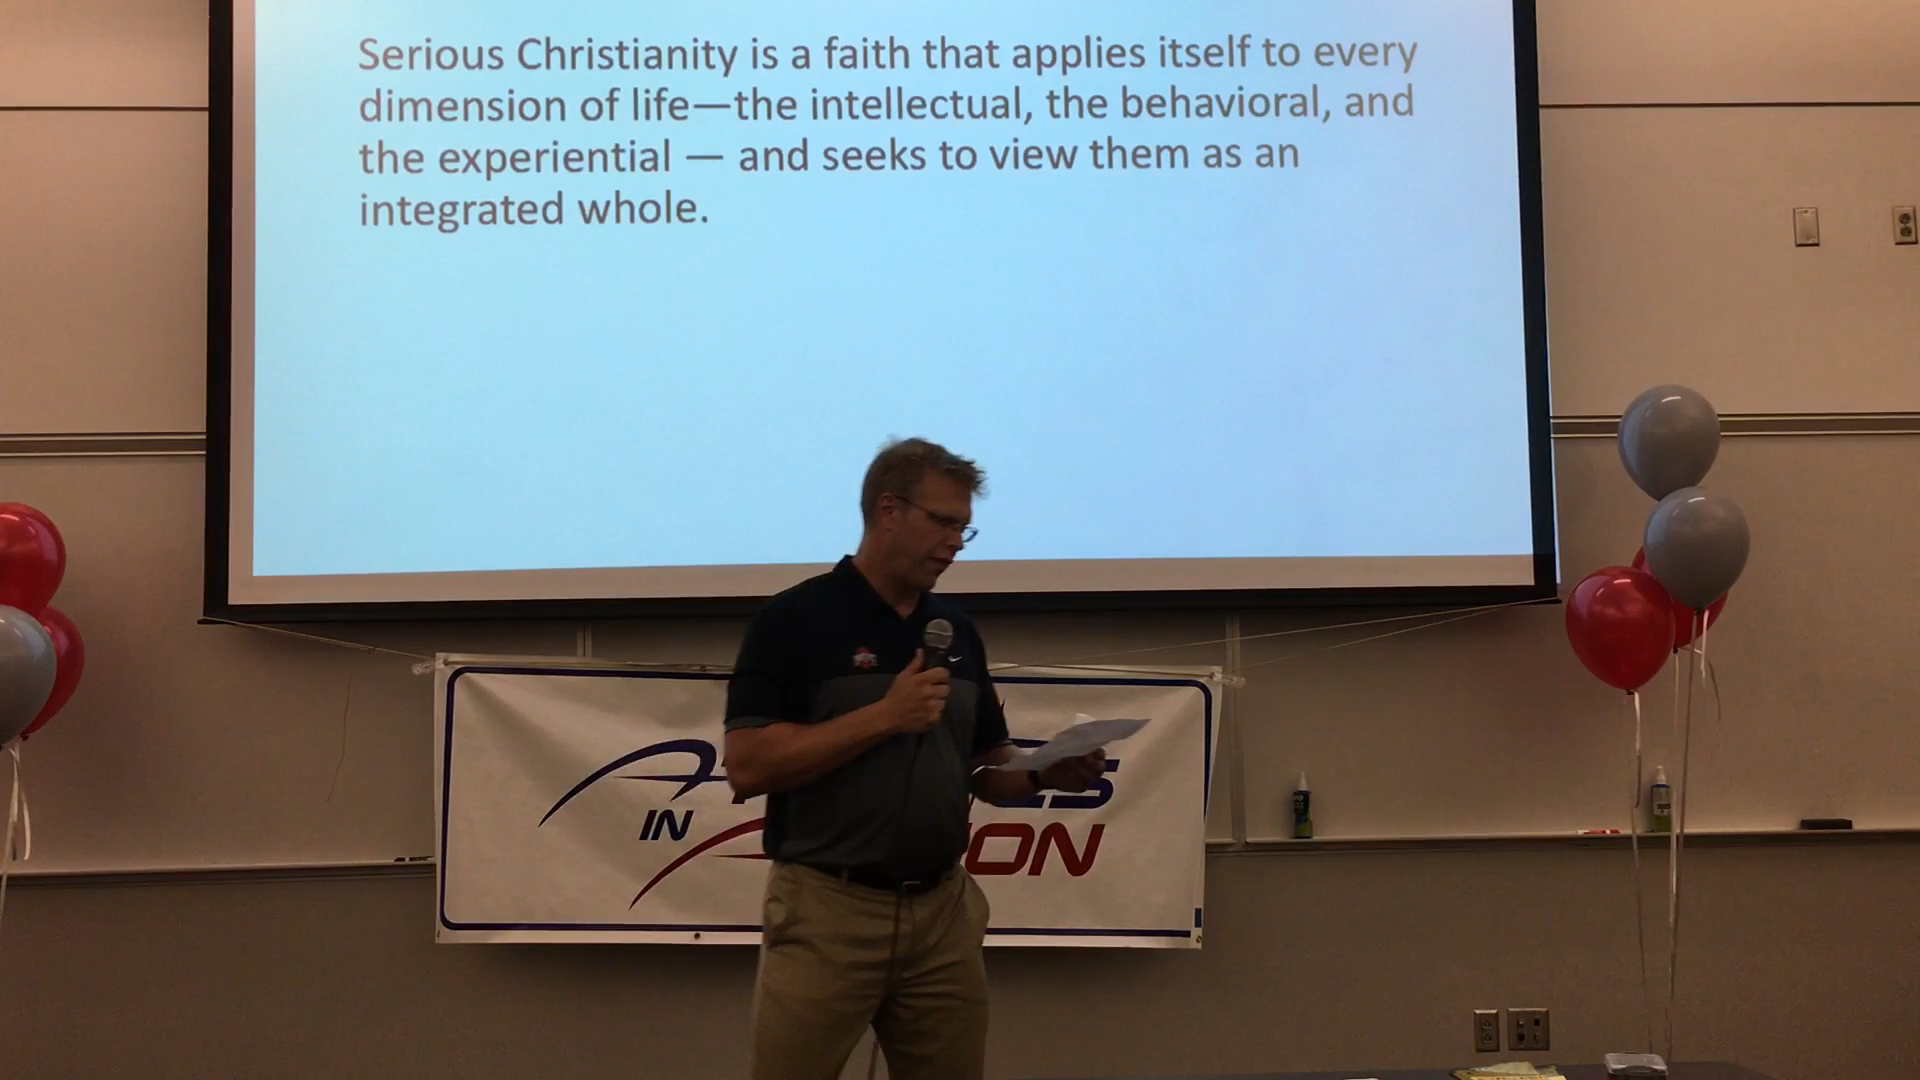 Serious Christianity is a faith that applies itself to every
dimension of life—the intellectual, the behavioral, and
the experiential — and seeks to view them as an
integrated whole.
IN